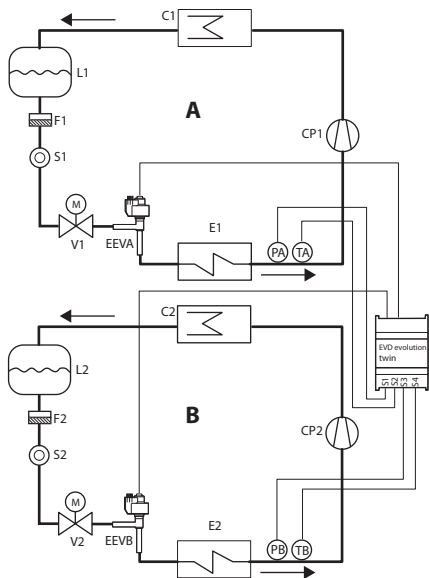 C1
L1
A
F1
CP1
S1
M
V1
EEVA
E1
PA
TA
C2
EVD evolution
twin
S1
S2
S3
S4
L2
B
F2
CP2
S2
M
V2
EEVB
E2
PB
TB